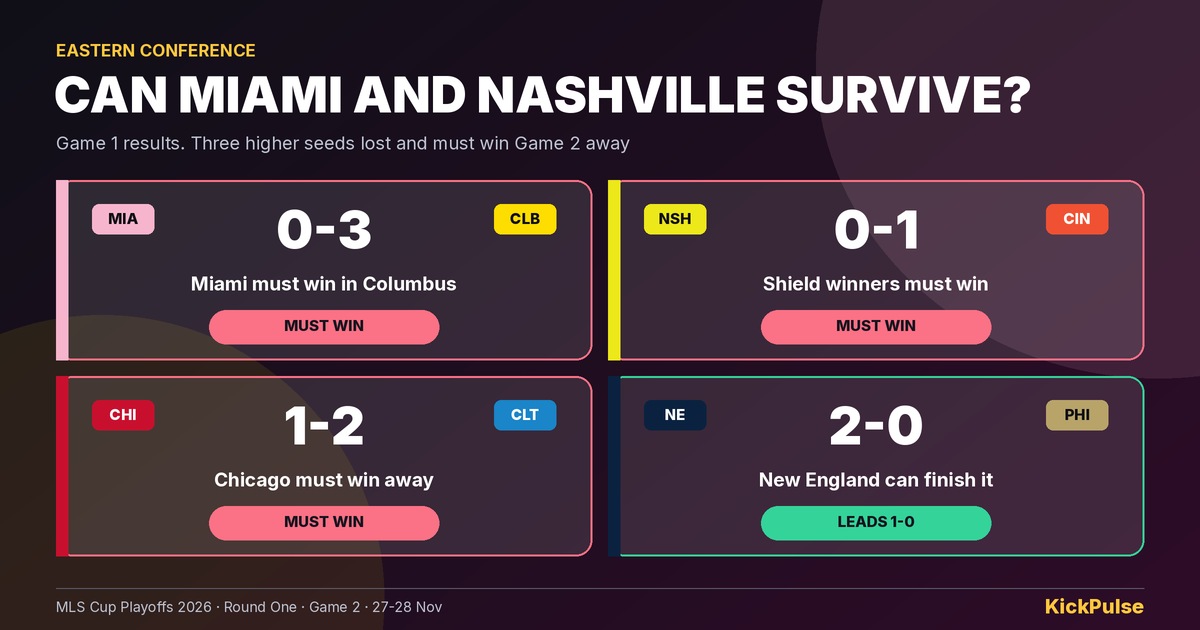 EASTERN CONFERENCE
CAN MIAMI AND NASHVILLE SURVIVE?
Game 1 results. Three higher seeds lost and must win Game 2 away
MIA 0-3 CLB
Miami must win in Columbus
MUST WIN
NSH 0-1 CIN
Shield winners must win
MUST WIN
CHI 1-2 CLT
Chicago must win away
MUST WIN
NE 2-0 PHI
New England can finish it
LEADS 1-0
MLS Cup Playoffs 2026 · Round One · Game 2 · 27-28 Nov
KickPulse